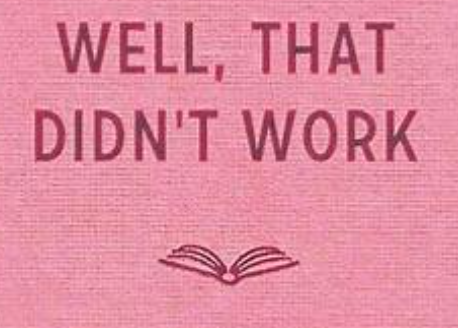 WELL, THAT
DIDN'T WORK